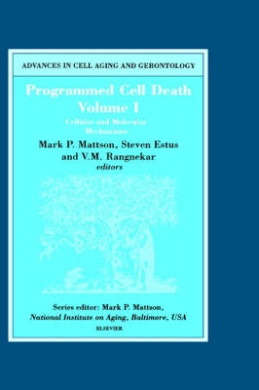 ADVANCES IN CELL AGING AND GERONTOLOGY
Programmed Cell Death
Volume I
Cellular and Molecular
Mechanisms
Mark P. Mattson, Steven Estus
and V.M. Rangnekar
editors
Series editor: Mark P. Mattson,
National Institute on Aging, Baltimore, USA
ELSEVIER